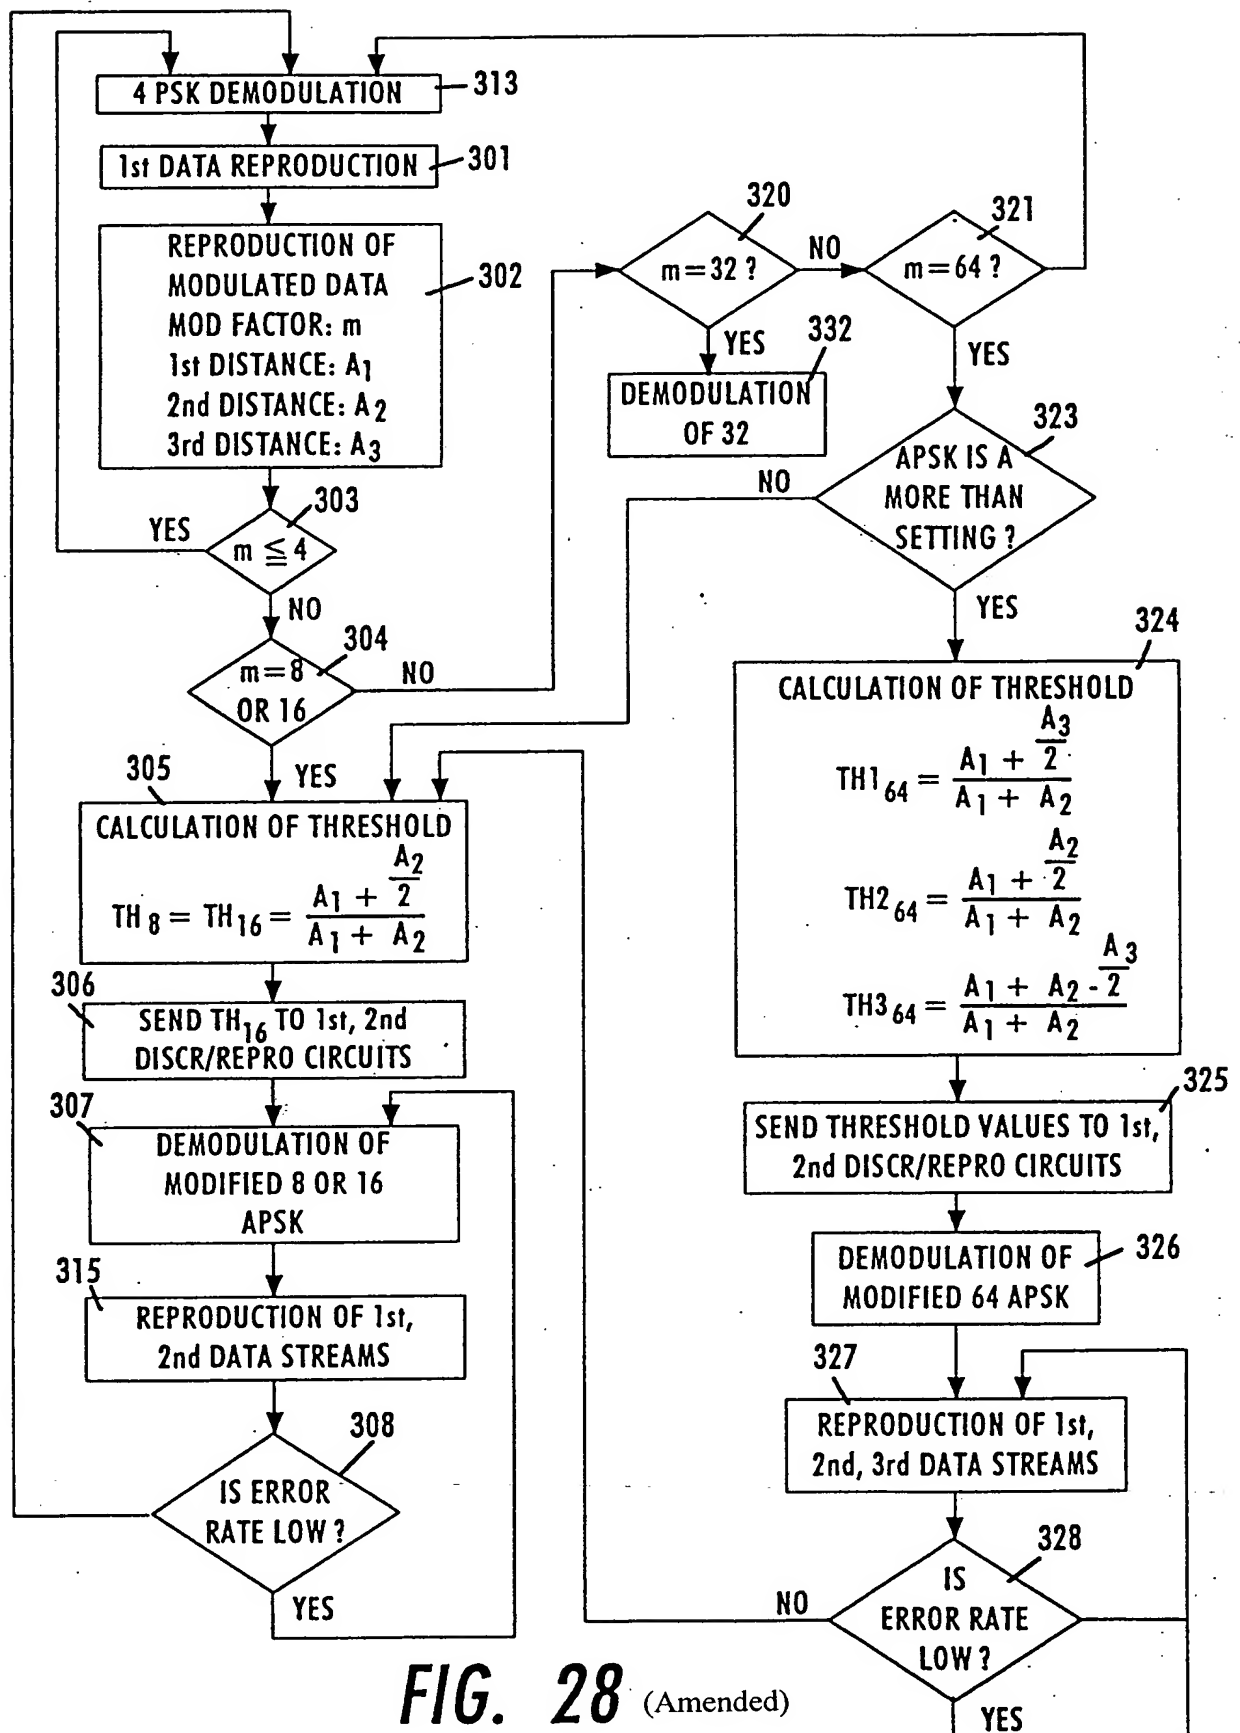 4 PSK DEMODULATION
313
1st DATA REPRODUCTION
301
REPRODUCTION OF
MODULATED DATA
MOD FACTOR: m
1st DISTANCE: A1
2nd DISTANCE: A2
3rd DISTANCE: A3
302
303
YES
m ≦ 4
NO
304
m=8
OR 16
NO
YES
305
CALCULATION OF THRESHOLD
TH 8 = TH 16 = (A1 + A2/2) / (A1 + A2)
306
SEND TH16 TO 1st, 2nd
DISCR/REPRO CIRCUITS
307
DEMODULATION OF
MODIFIED 8 OR 16
APSK
315
REPRODUCTION OF 1st,
2nd DATA STREAMS
308
IS ERROR
RATE LOW ?
YES
320
m=32 ?
NO
YES
332
DEMODULATION
OF 32
321
m=64 ?
YES
323
APSK IS A
MORE THAN
SETTING ?
NO
YES
324
CALCULATION OF THRESHOLD
TH1 64 = (A1 + A3/2) / (A1 + A2)
TH2 64 = (A1 + A2/2) / (A1 + A2)
TH3 64 = (A1 + A2 - A3/2) / (A1 + A2)
325
SEND THRESHOLD VALUES TO 1st,
2nd DISCR/REPRO CIRCUITS
326
DEMODULATION OF
MODIFIED 64 APSK
327
REPRODUCTION OF 1st,
2nd, 3rd DATA STREAMS
328
IS
ERROR RATE
LOW ?
NO
YES
FIG. 28 (Amended)